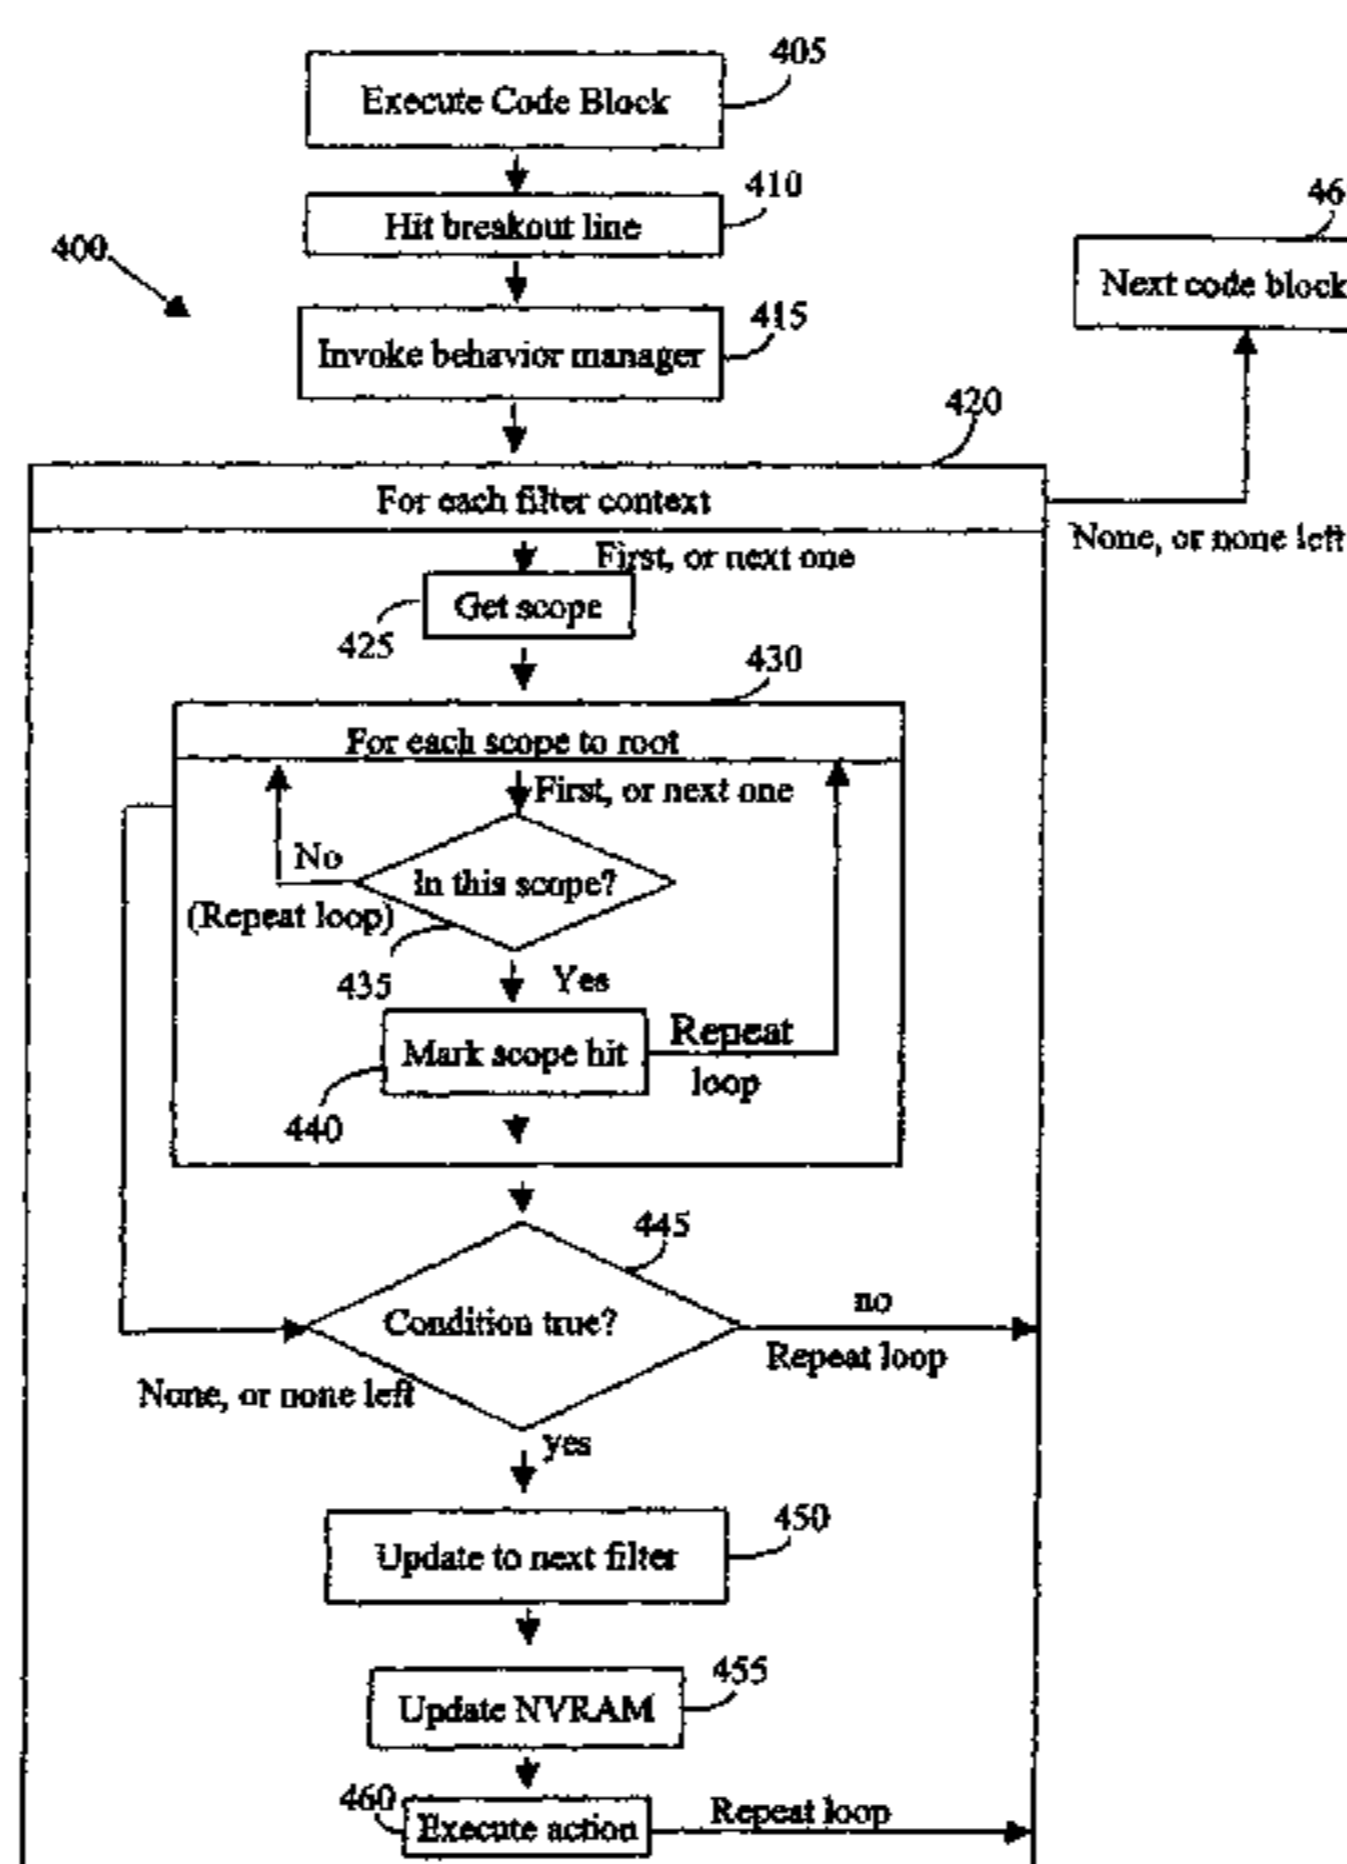 405
Execute Code Block
410
Hit breakout line
400
46
Next code block
415
Invoke behavior manager
420
For each filter context
None, or none left
First, or next one
Get scope
425
430
For each scope to root
First, or next one
No
In this scope?
(Repeat loop)
435
Yes
Mark scope hit
Repeat
loop
440
445
Condition true?
no
Repeat loop
None, or none left
yes
450
Update to next filter
455
Update NVRAM
460
Execute action
Repeat loop